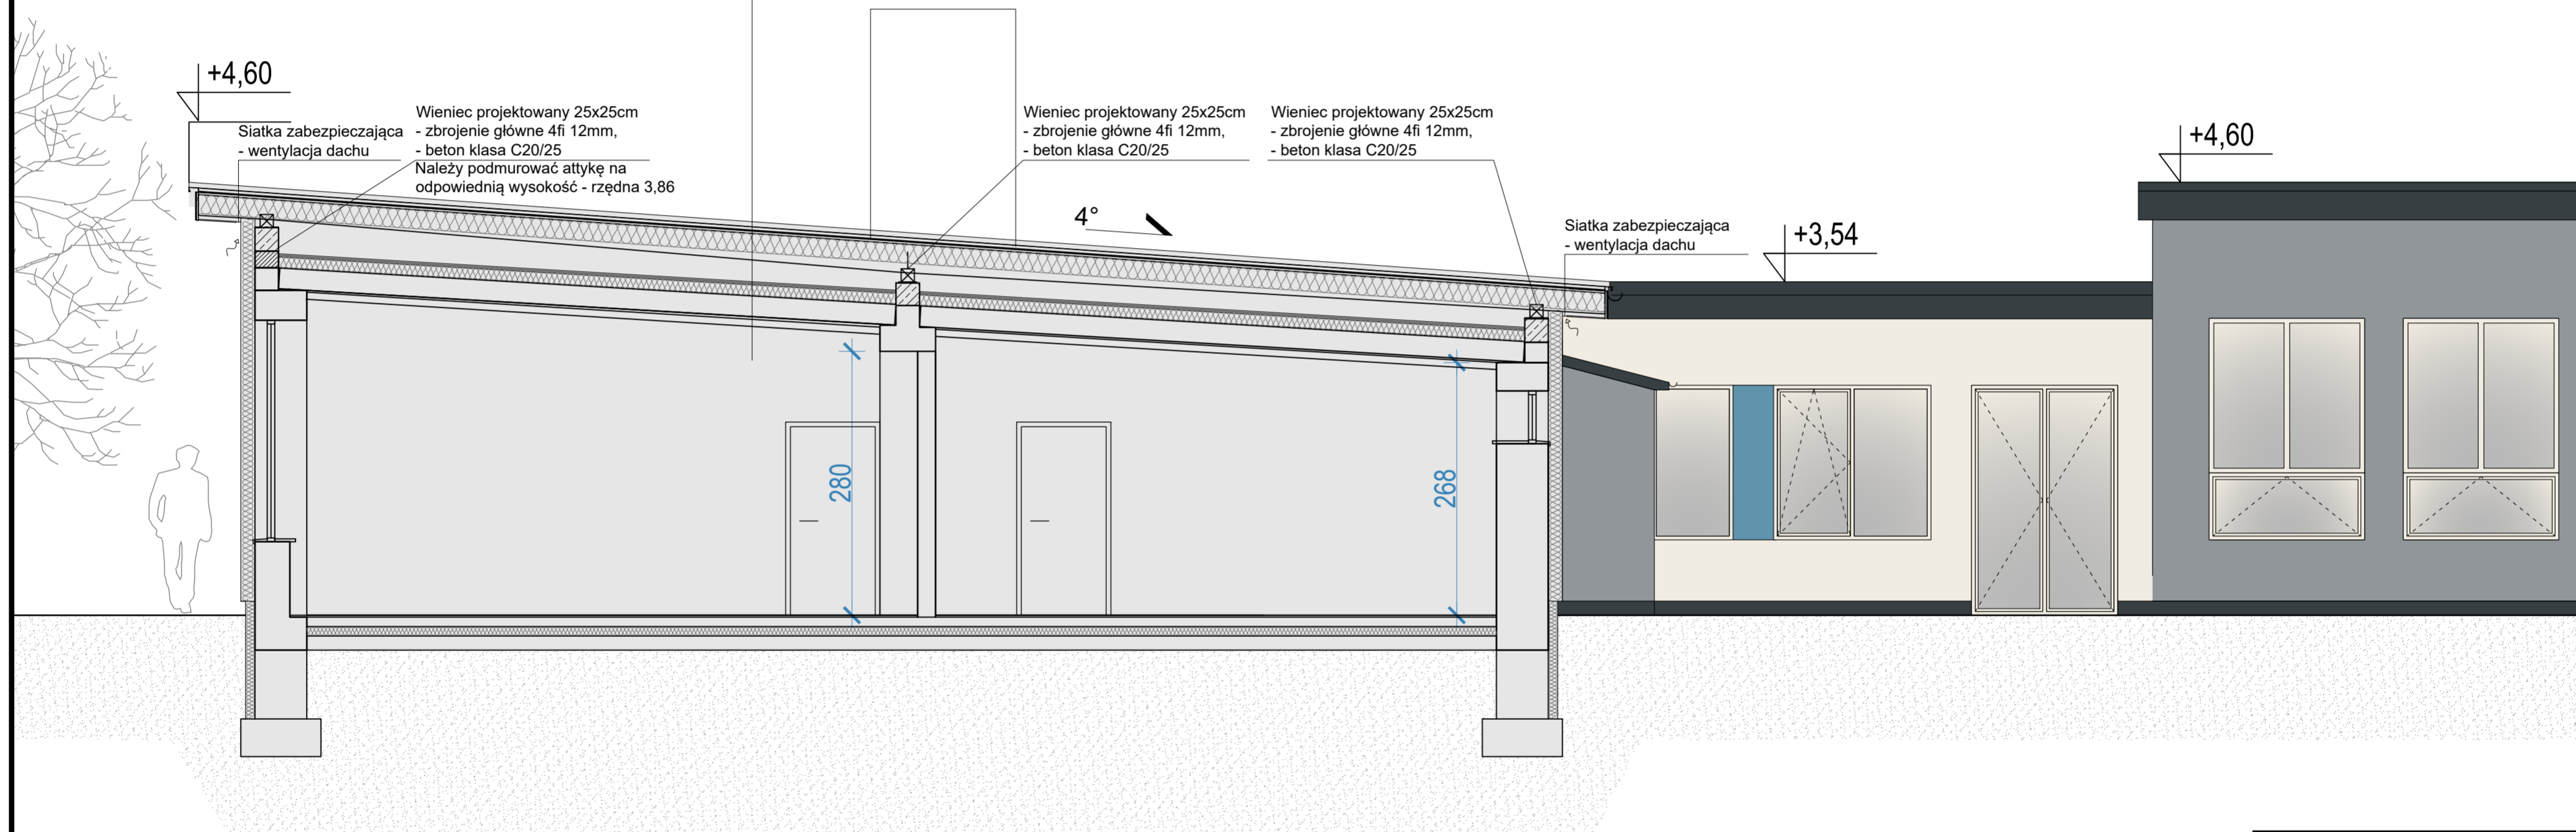 +4,60
Siatka zabezpieczająca
- wentylacja dachu
Wieniec projektowany 25x25cm
- zbrojenie główne 4fi 12mm,
- beton klasa C20/25
Należy podmurować attykę na
odpowiednią wysokość - rzędna 3,86
Wieniec projektowany 25x25cm
- zbrojenie główne 4fi 12mm,
- beton klasa C20/25
Wieniec projektowany 25x25cm
- zbrojenie główne 4fi 12mm,
- beton klasa C20/25
4°
Siatka zabezpieczająca
- wentylacja dachu
+3,54
+4,60
280
268